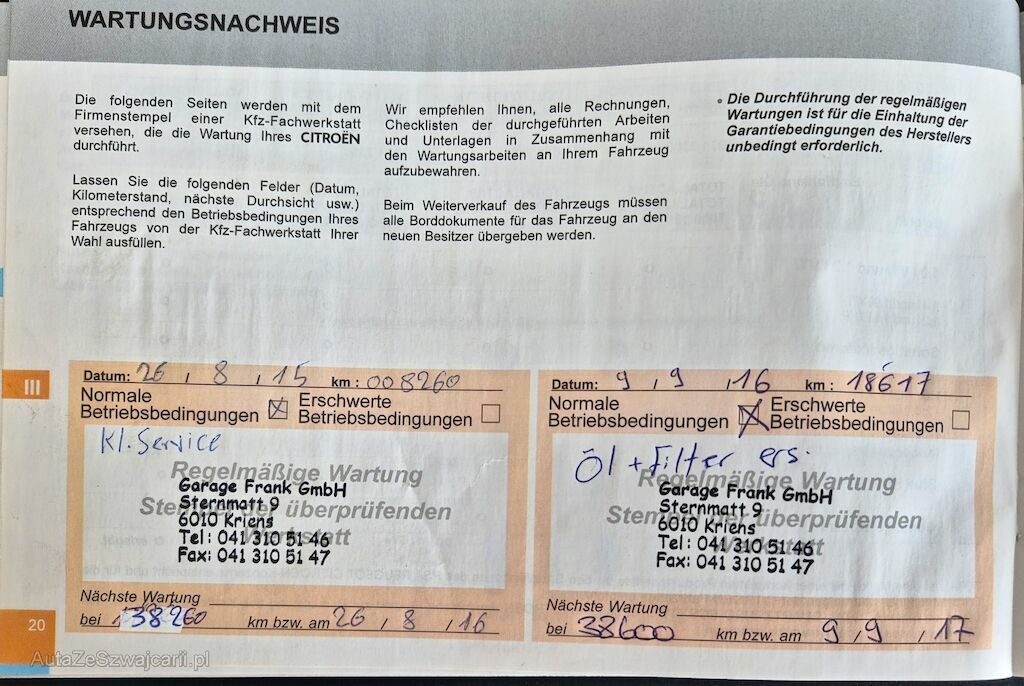 WARTUNGSNACHWEIS
Die folgenden Seiten werden mit dem
Firmenstempel einer Kfz-Fachwerkstatt
versehen, die die Wartung Ihres CITROËN
durchführt.
Lassen Sie die folgenden Felder (Datum,
Kilometerstand, nächste Durchsicht usw.)
entsprechend den Betriebsbedingungen Ihres
Fahrzeugs von der Kfz-Fachwerkstatt Ihrer
Wahl ausfüllen.
Wir empfehlen Ihnen, alle Rechnungen,
Checklisten der durchgeführten Arbeiten
und Unterlagen in Zusammenhang mit
den Wartungsarbeiten an Ihrem Fahrzeug
aufzubewahren.
Beim Weiterverkauf des Fahrzeugs müssen
alle Borddokumente für das Fahrzeug an den
neuen Besitzer übergeben werden.
• Die Durchführung der regelmäßigen
Wartungen ist für die Einhaltung der
Garantiebedingungen des Herstellers
unbedingt erforderlich.
III
Datum: 26 / 8 / 15 km : 008260
Normale
Betriebsbedingungen
Erschwerte
Betriebsbedingungen
Kl. Service
Regelmäßige Wartung
Garage Frank GmbH
Sternmatt 9
Stempel der überprüfenden
6010 Kriens
Werkstatt
Tel : 041 310 51 46
Fax: 041 310 51 47
Nächste Wartung
bei 38260 km bzw. am 26 / 8 / 16
Datum: 9 / 9 / 16 km : 18617
Normale
Betriebsbedingungen
Erschwerte
Betriebsbedingungen
Öl + Filter ers.
Regelmäßige Wartung
Garage Frank GmbH
Sternmatt 9
Stempel der überprüfenden
6010 Kriens
Werkstatt
Tel : 041 310 51 46
Fax: 041 310 51 47
Nächste Wartung
bei 38600 km bzw. am 9 / 9 / 17
20
AutaZeSzwajcarii.pl